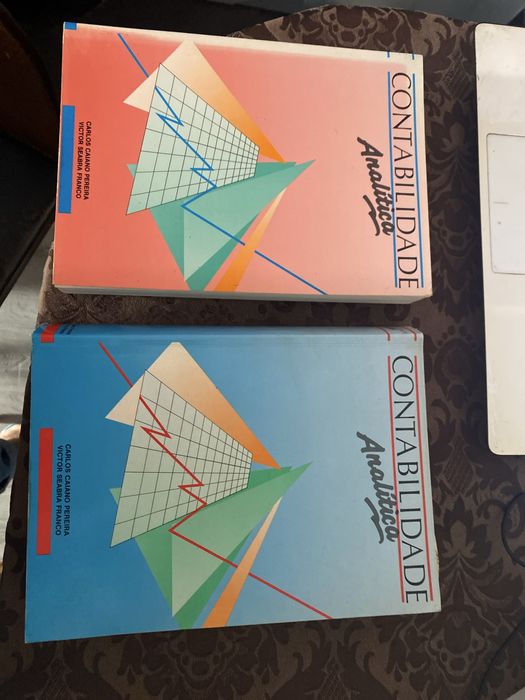 CONTABILIDADE
Analítica
CARLOS CAIANO PEREIRA
VICTOR SEABRA FRANCO
CONTABILIDADE
Analítica
CARLOS CAIANO PEREIRA
VICTOR SEABRA FRANCO